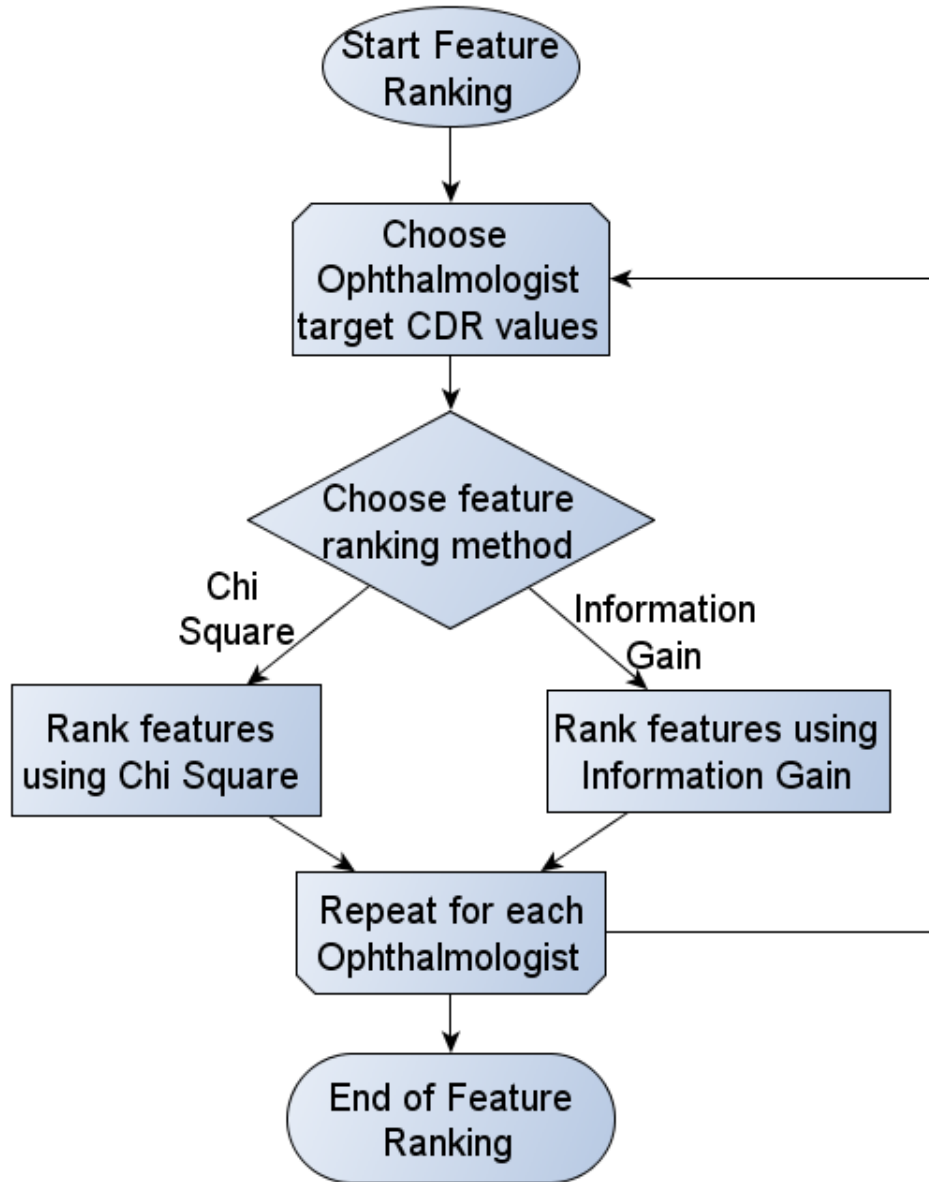 Start Feature
Ranking
Choose
Ophthalmologist
target CDR values
Choose feature
ranking method
Chi
Square
Information
Gain
Rank features
using Chi Square
Rank features using
Information Gain
Repeat for each
Ophthalmologist
End of Feature
Ranking